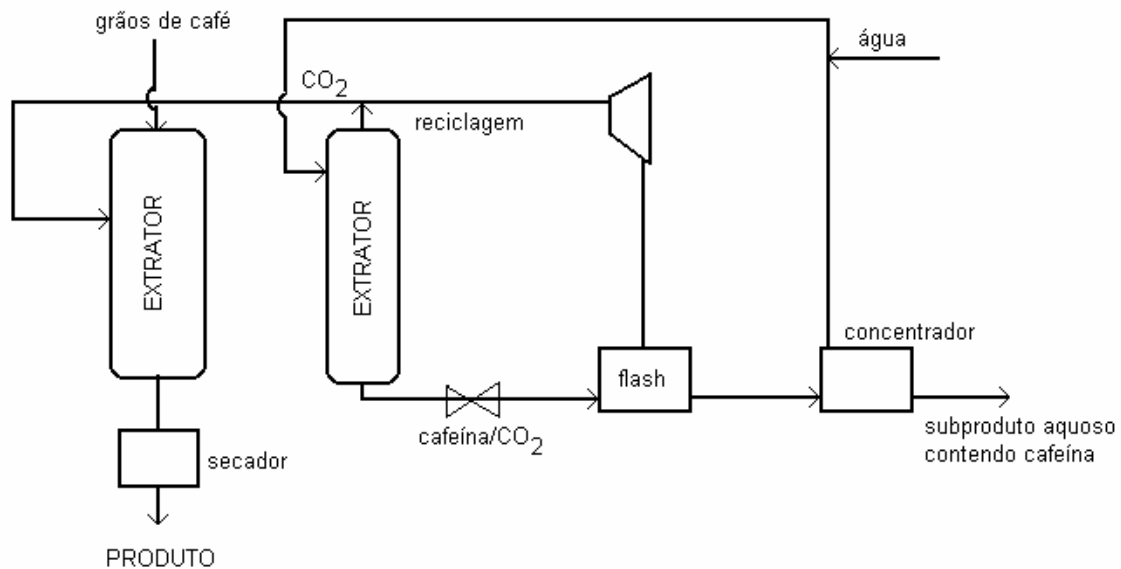 grãos de café
água
CO2
reciclagem
EXTRATOR
EXTRATOR
concentrador
flash
cafeína/CO2
subproduto aquoso
contendo cafeína
secador
PRODUTO